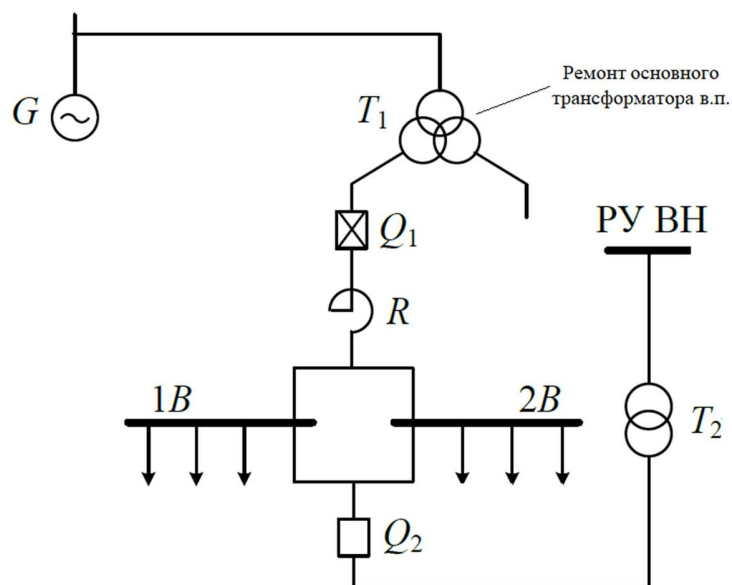 Ремонт основного
трансформатора в.п.
G
T1
РУ ВН
Q1
R
1B
2B
T2
Q2